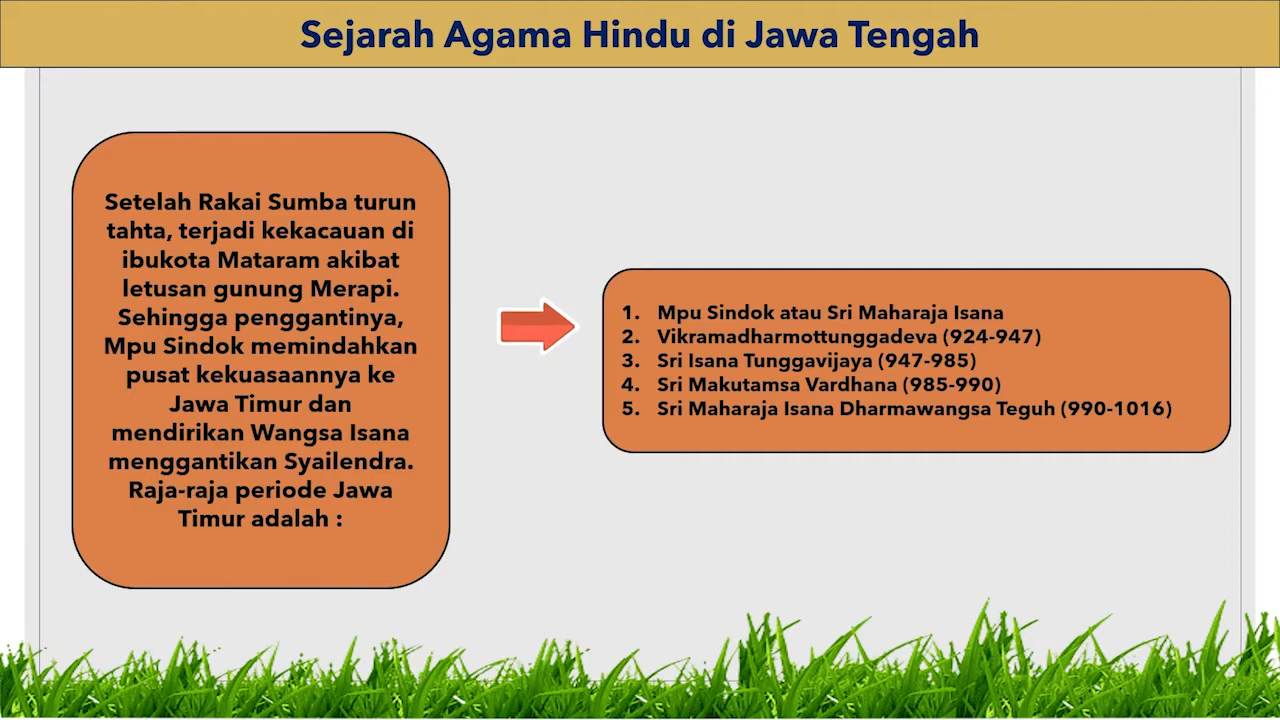 Sejarah Agama Hindu di Jawa Tengah
Setelah Rakai Sumba turun
tahta, terjadi kekacauan di
ibukota Mataram akibat
letusan gunung Merapi.
Sehingga penggantinya,
Mpu Sindok memindahkan
pusat kekuasaannya ke
Jawa Timur dan
mendirikan Wangsa Isana
menggantikan Syailendra.
Raja-raja periode Jawa
Timur adalah :
1. Mpu Sindok atau Sri Maharaja Isana
2. Vikramadharmottunggadeva (924-947)
3. Sri Isana Tunggavijaya (947-985)
4. Sri Makutamsa Vardhana (985-990)
5. Sri Maharaja Isana Dharmawangsa Teguh (990-1016)